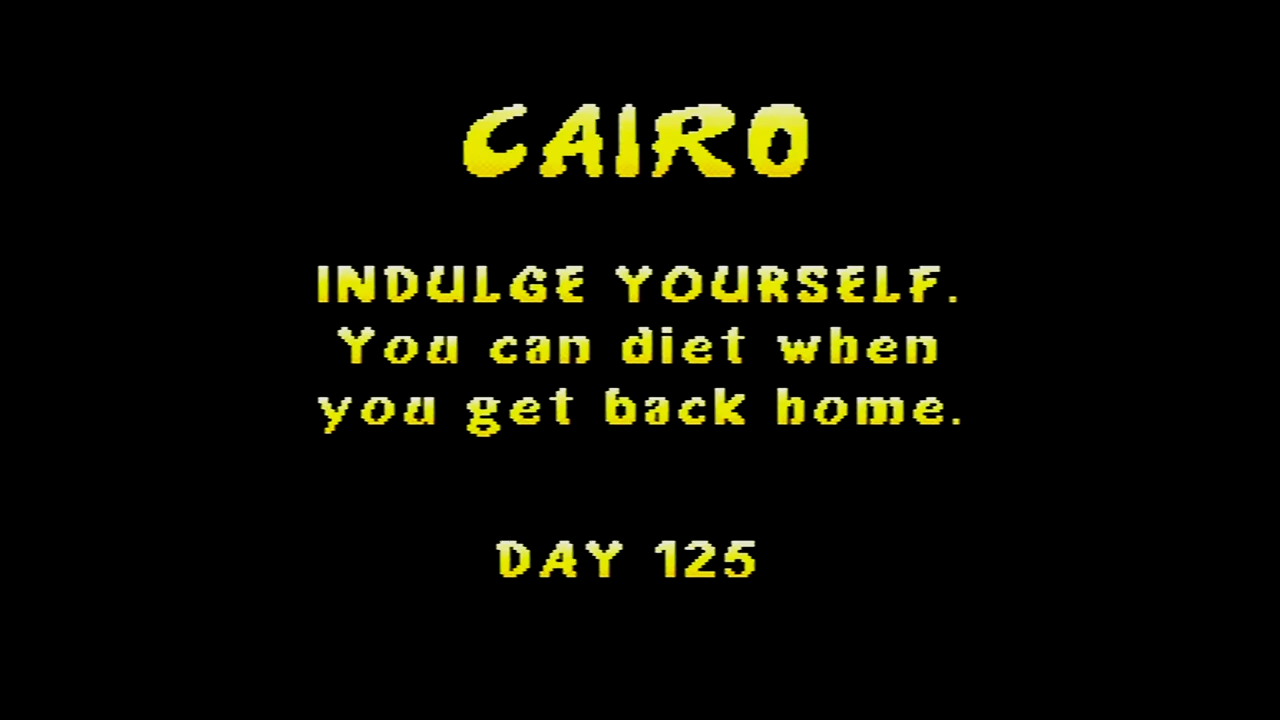 CAIRO
INDULGE YOURSELF.
You can diet when
you get back home.
DAY 125